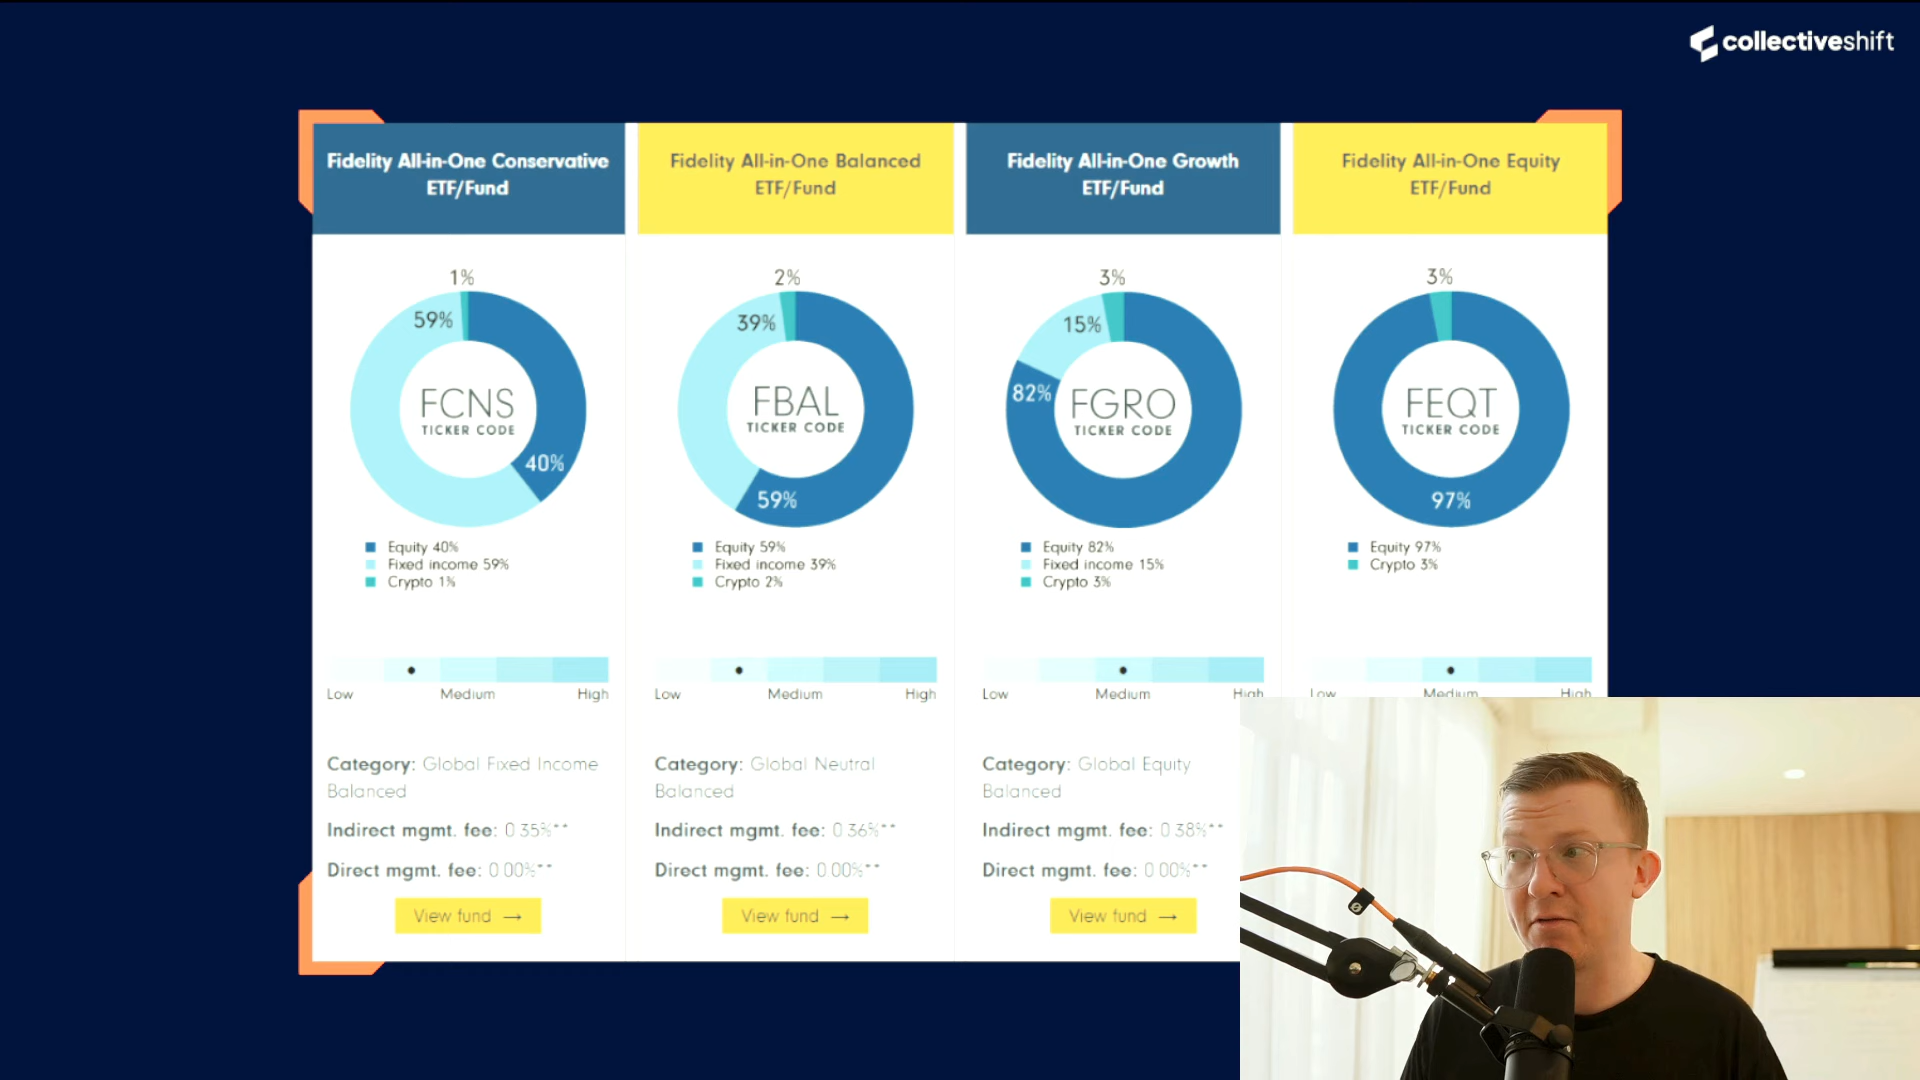 collectiveshift
Fidelity All-in-One Conservative
ETF/Fund
1%
59%
FCNS
TICKER CODE
40%
Equity 40%
Fixed income 59%
Crypto 1%
Low Medium High
Category: Global Fixed Income
Balanced
Indirect mgmt. fee: 0.35%**
Direct mgmt. fee: 0.00%**
View fund →
Fidelity All-in-One Balanced
ETF/Fund
2%
39%
FBAL
TICKER CODE
59%
Equity 59%
Fixed income 39%
Crypto 2%
Low Medium High
Category: Global Neutral
Balanced
Indirect mgmt. fee: 0.36%**
Direct mgmt. fee: 0.00%**
View fund →
Fidelity All-in-One Growth
ETF/Fund
3%
15%
82%
FGRO
TICKER CODE
Equity 82%
Fixed income 15%
Crypto 3%
Low Medium High
Category: Global Equity
Balanced
Indirect mgmt. fee: 0.38%**
Direct mgmt. fee: 0.00%**
View fund →
Fidelity All-in-One Equity
ETF/Fund
3%
FEQT
TICKER CODE
97%
Equity 97%
Crypto 3%
Low Medium High